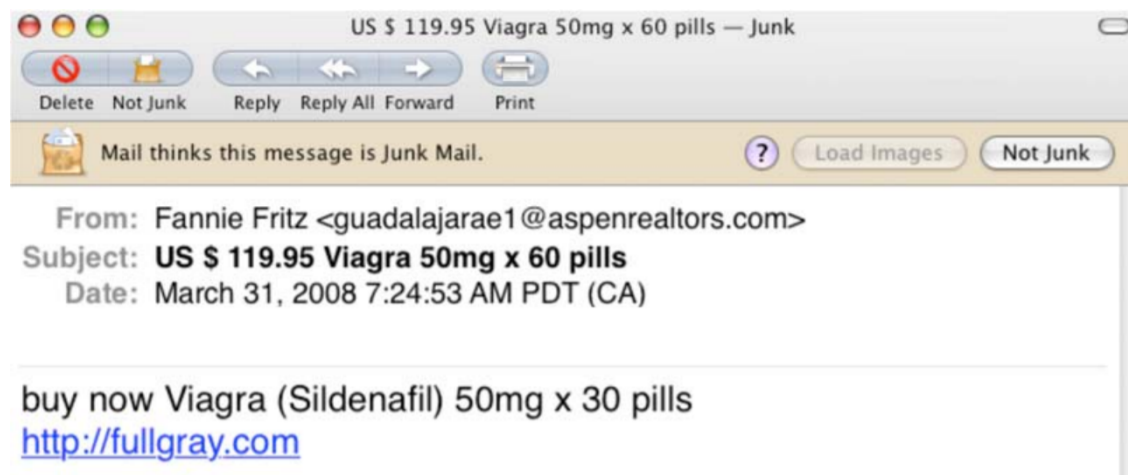 US $ 119.95 Viagra 50mg x 60 pills — Junk
Delete Not Junk Reply Reply All Forward Print
Mail thinks this message is Junk Mail. ? Load Images Not Junk
From: Fannie Fritz <guadalajarae1@aspenrealtors.com>
Subject: US $ 119.95 Viagra 50mg x 60 pills
Date: March 31, 2008 7:24:53 AM PDT (CA)
buy now Viagra (Sildenafil) 50mg x 30 pills
http://fullgray.com